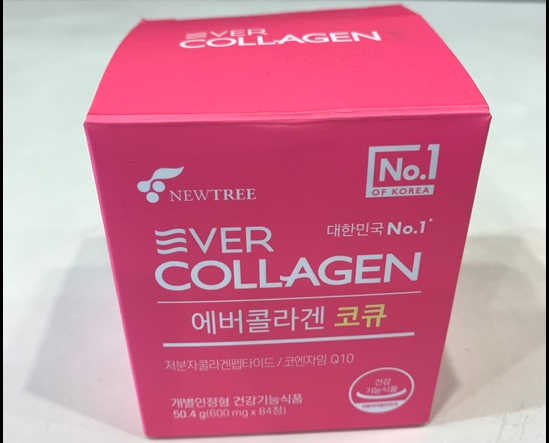 EVER
COLLAGEN
NEWTREE
No.1
OF KOREA
대한민국 No.1*
EVER
COLLAGEN
에버콜라겐 코큐
저분자콜라겐펩타이드 / 코엔자임 Q10
개별인정형 건강기능식품
50.4 g(600 mg x 84정)
건강
기능식품